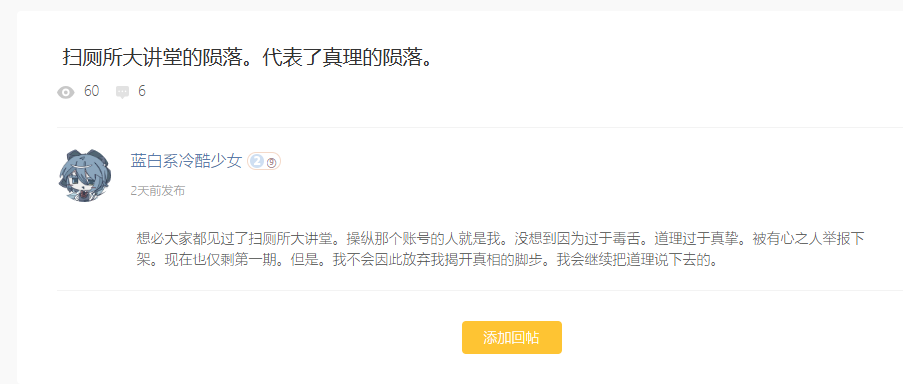 扫厕所大讲堂的陨落。代表了真理的陨落。
60 6
蓝白系冷酷少女 2 ⑨
2天前发布
想必大家都见过了扫厕所大讲堂。操纵那个账号的人就是我。没想到因为过于毒舌。道理过于真挚。被有心之人举报下
架。现在也仅剩第一期。但是。我不会因此放弃我揭开真相的脚步。我会继续把道理说下去的。
添加回帖